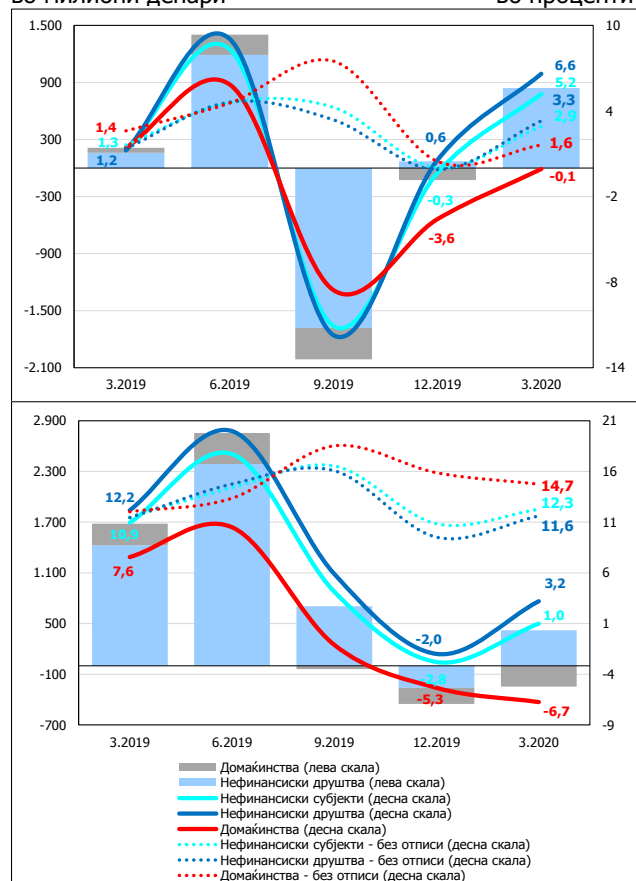 во милиони денари во проценти
1.500 10
900 6,6
5,2
4
3,3
2,9
1,4
1,3
1,2
300 0,6 1,6
-0,1
-300 -0,3 -2
-3,6
-900
-8
-1.500
-2.100 -14
3.2019 6.2019 9.2019 12.2019 3.2020
2.900 21
2.300 16
14,7
12,3
11,6
12,2
1.700 11
10,9
1.100 6
7,6
3,2
500 1,0 1
-2,0
-100 -2,8 -4
-5,3
-6,7
-700 -9
3.2019 6.2019 9.2019 12.2019 3.2020
Домаќинства (лева скала)
Нефинансиски друштва (лева скала)
Нефинансиски субјекти (десна скала)
Нефинансиски друштва (десна скала)
Домаќинства (десна скала)
Нефинансиски субјекти - без отписи (десна скала)
Нефинансиски друштва - без отписи (десна скала)
Домаќинства - без отписи (десна скала)